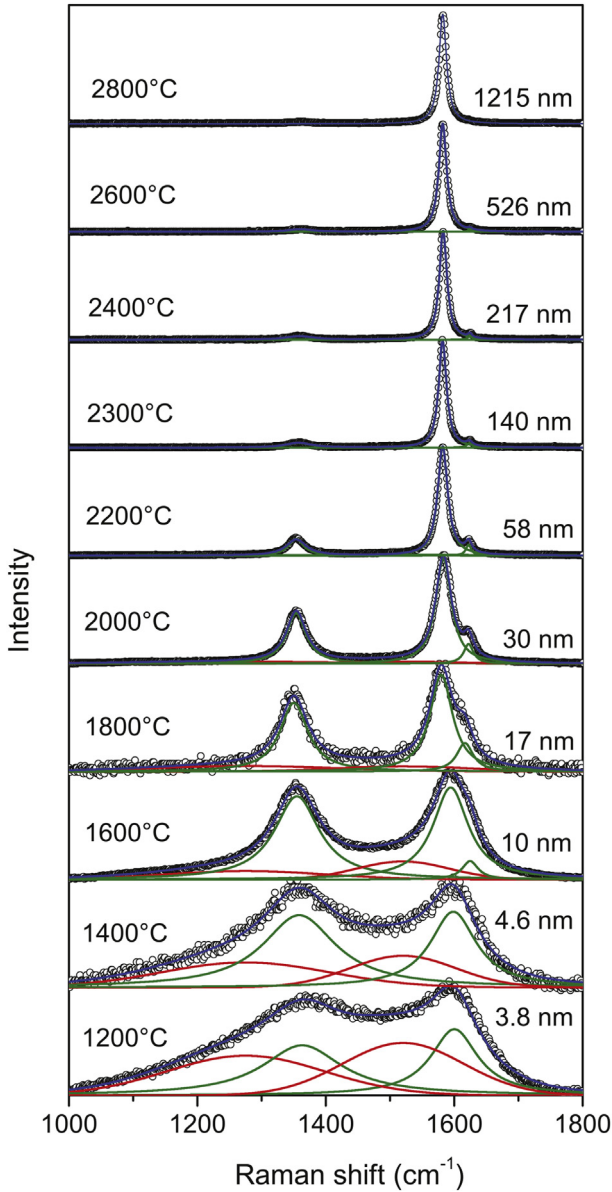 2800°C 1215 nm
2600°C 526 nm
2400°C 217 nm
2300°C 140 nm
2200°C 58 nm
2000°C 30 nm
1800°C 17 nm
1600°C 10 nm
1400°C 4.6 nm
1200°C 3.8 nm
Intensity
1000 1200 1400 1600 1800
Raman shift (cm⁻¹)